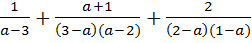 1/(a−3) + (a+1)/((3−a)(a−2)) + 2/((2−a)(1−a))